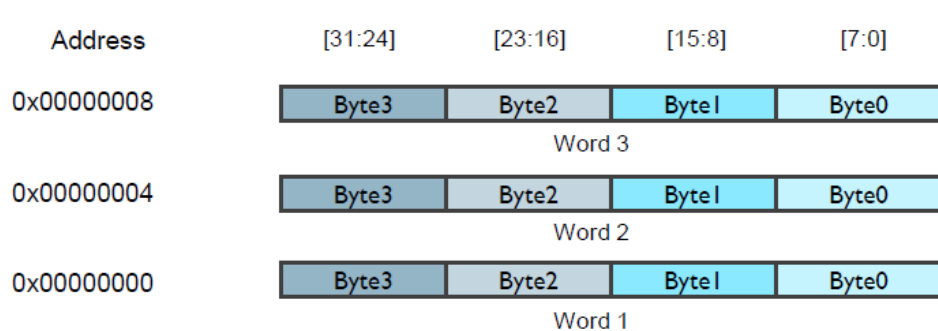 Address [31:24] [23:16] [15:8] [7:0]
0x00000008 Byte3 Byte2 Byte1 Byte0
Word 3
0x00000004 Byte3 Byte2 Byte1 Byte0
Word 2
0x00000000 Byte3 Byte2 Byte1 Byte0
Word 1